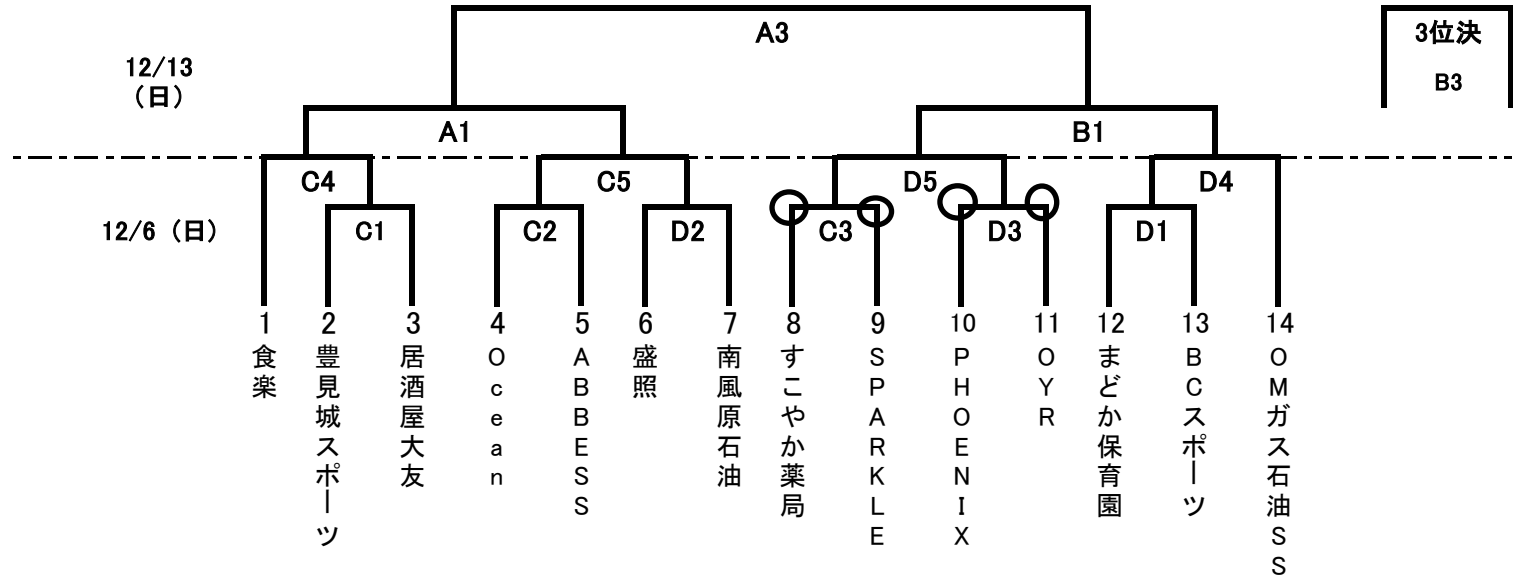 A3
3位決
B3
12/13
（日）
A1
B1
C4
C5
D5
D4
12/6（日）
C1
C2
D2
C3
D3
D1
1
食楽
2
豊見城スポーツ
3
居酒屋大友
4
Ocean
5
ABBESS
6
盛照
7
南風原石油
8
すこやか薬局
9
SPARKLE
10
PHOENIX
11
OYR
12
まどか保育園
13
BCスポーツ
14
OMガス石油SS